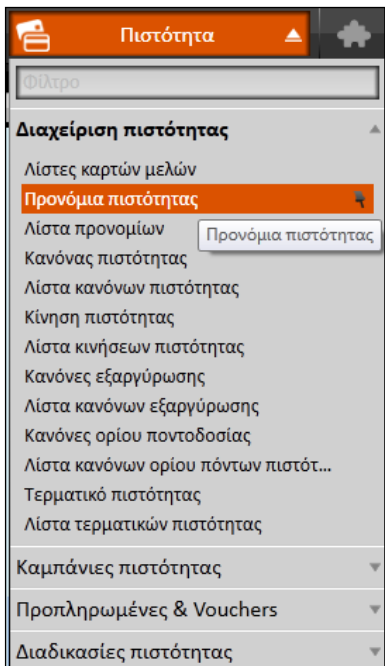 Πιστότητα
Φίλτρο
Διαχείριση πιστότητας
Λίστες καρτών μελών
Προνόμια πιστότητας
Λίστα προνομίων
Προνόμια πιστότητας
Κανόνας πιστότητας
Λίστα κανόνων πιστότητας
Κίνηση πιστότητας
Λίστα κινήσεων πιστότητας
Κανόνες εξαργύρωσης
Λίστα κανόνων εξαργύρωσης
Κανόνες ορίου ποντοδοσίας
Λίστα κανόνων ορίου πόντων πιστότ...
Τερματικό πιστότητας
Λίστα τερματικών πιστότητας
Καμπάνιες πιστότητας
Προπληρωμένες & Vouchers
Διαδικασίες πιστότητας